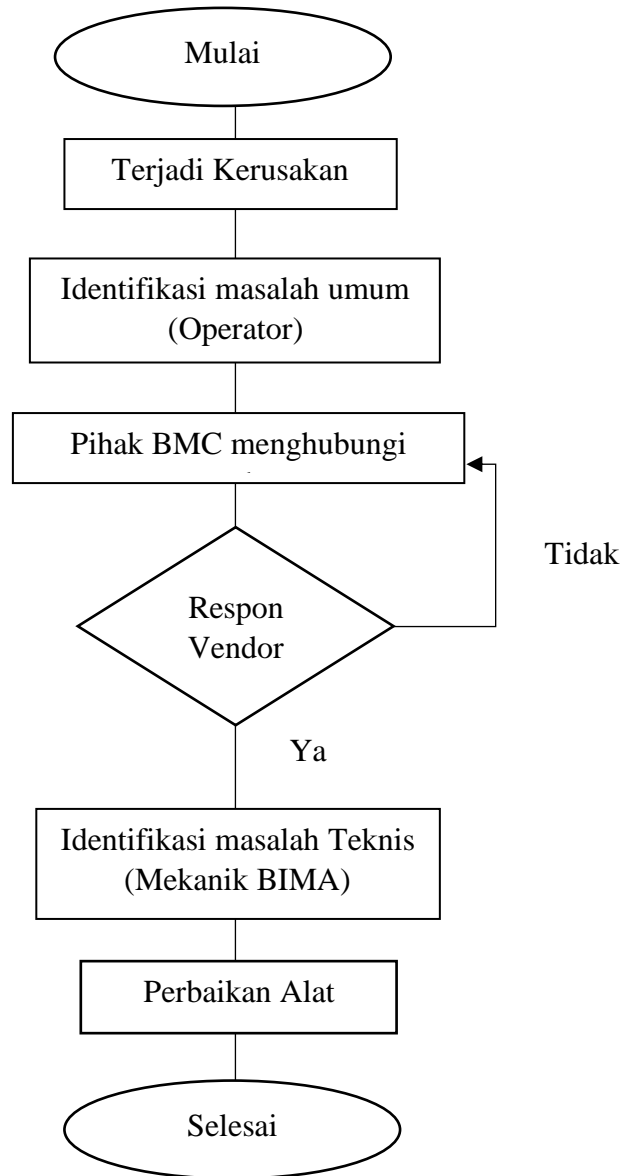 Mulai
Terjadi Kerusakan
Identifikasi masalah umum
(Operator)
Pihak BMC menghubungi
Tidak
Respon
Vendor
Ya
Identifikasi masalah Teknis
(Mekanik BIMA)
Perbaikan Alat
Selesai